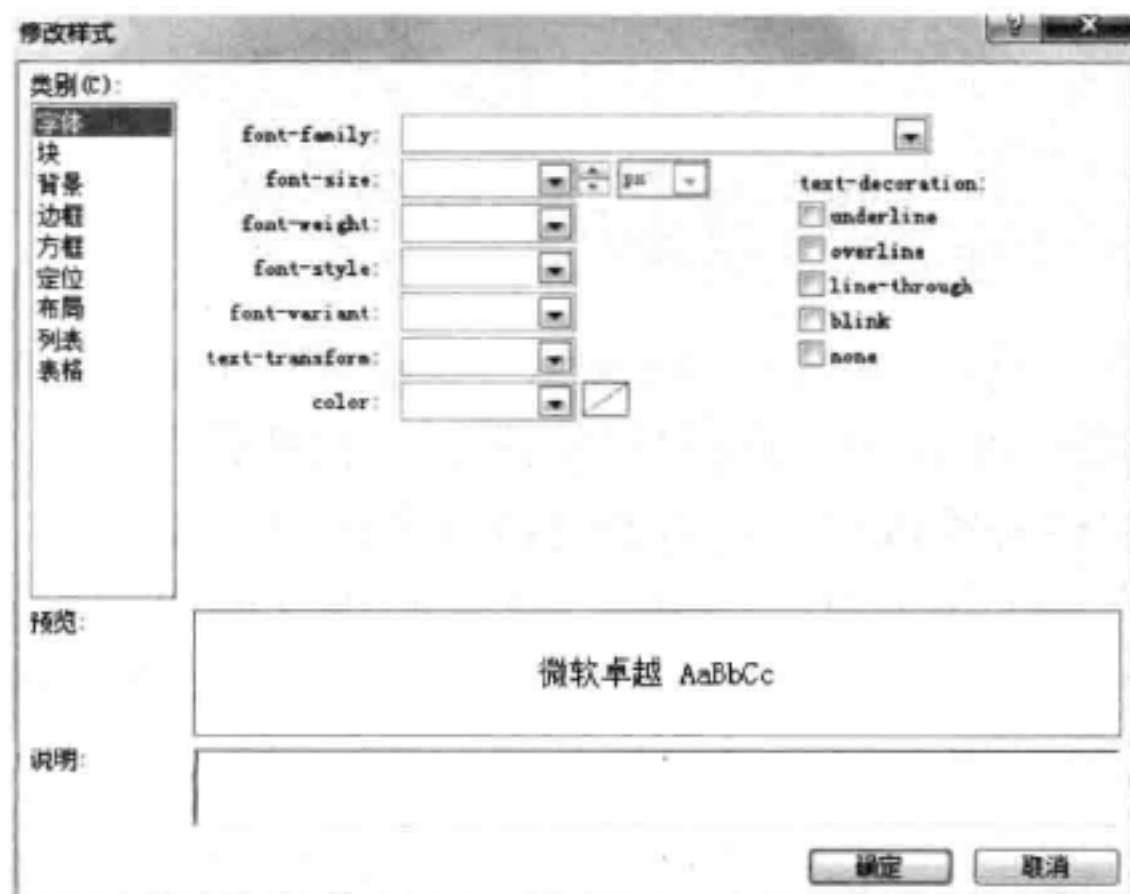 修改样式
类别(C):
字体
块
背景
边框
方框
定位
布局
列表
表格
font-family:
font-size:
px
font-weight:
font-style:
font-variant:
text-transform:
color:
text-decoration:
underline
overline
line-through
blink
none
预览:
微软卓越 AaBbCc
说明:
确定
取消